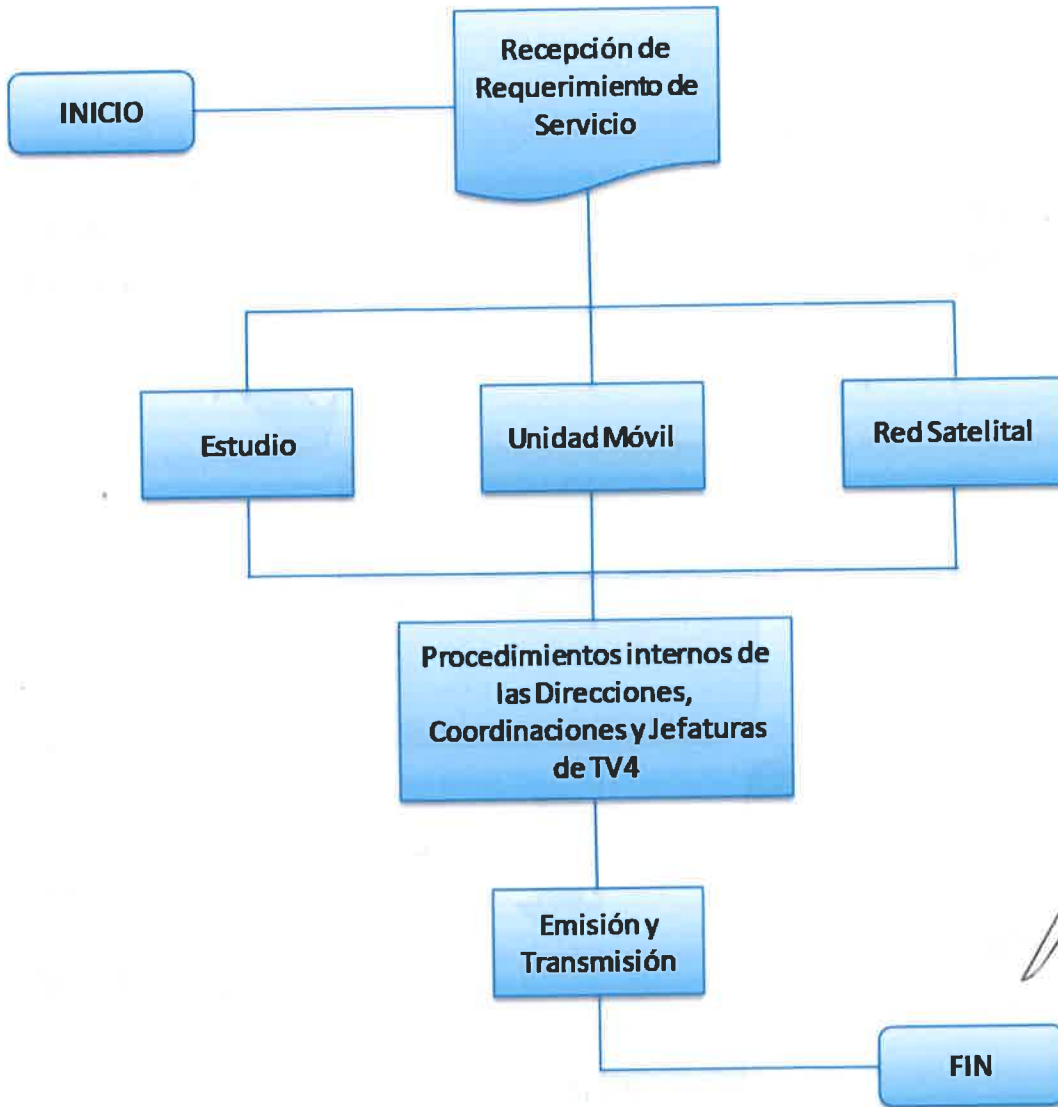 Recepción de
Requerimiento de
Servicio
INICIO
Estudio
Unidad Móvil
Red Satelital
Procedimientos internos de
las Direcciones,
Coordinaciones y Jefaturas
de TV4
Emisión y
Transmisión
FIN